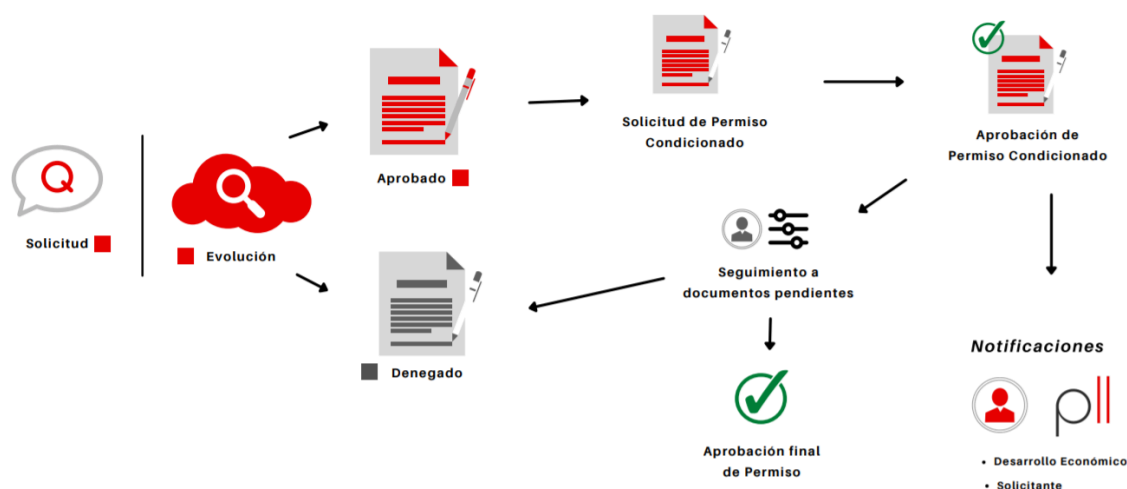 Solicitud
Evolución
Aprobado
Denegado
Solicitud de Permiso
Condicionado
Aprobación de
Permiso Condicionado
Seguimiento a
documentos pendientes
Aprobación final
de Permiso
Notificaciones
pll
• Desarrollo Económico
• Solicitante